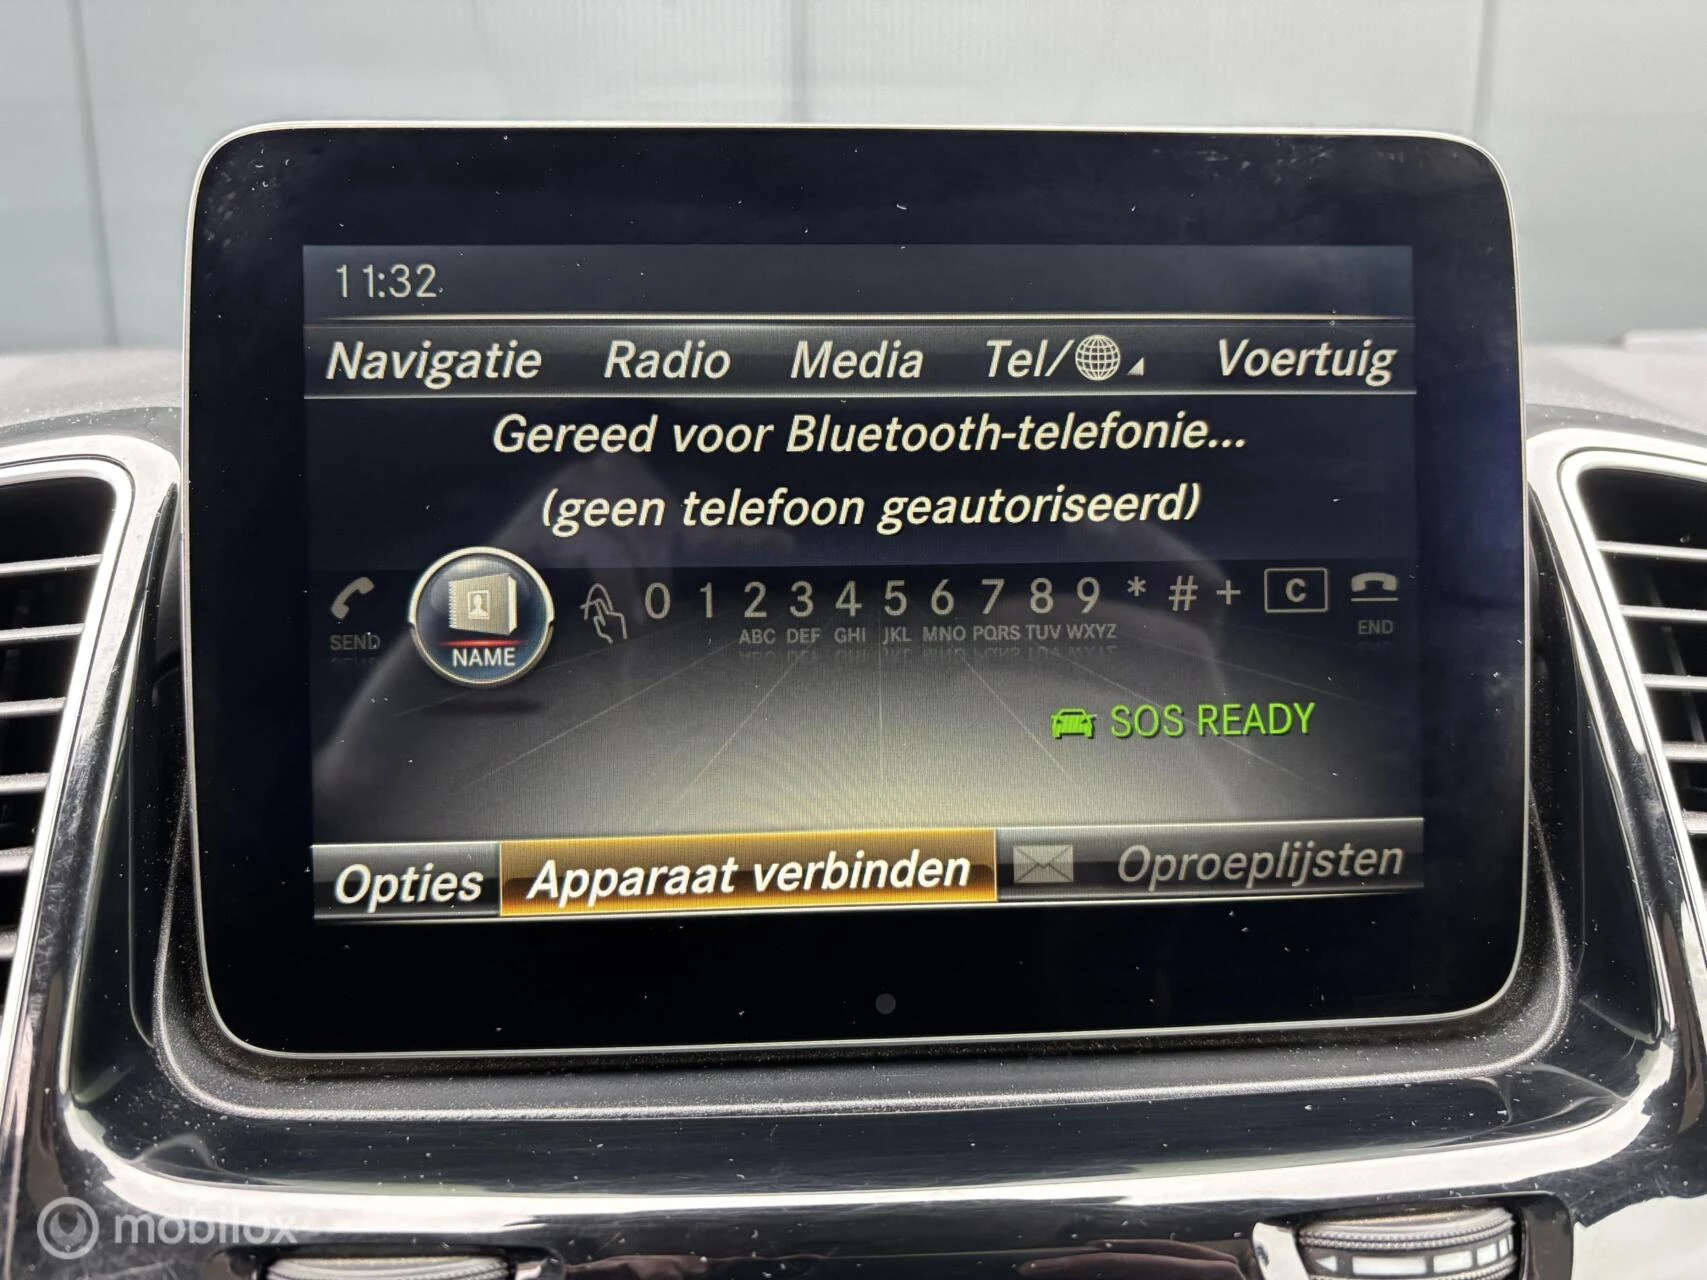 11:32
Navigatie Radio Media Tel/ Voertuig
Gereed voor Bluetooth-telefonie...
(geen telefoon geautoriseerd)
0 1 2 3 4 5 6 7 8 9 * # + C
SEND NAME ABC DEF GHI JKL MNO PQRS TUV WXYZ END
SOS READY
Opties Apparaat verbinden Oproeplijsten
mobilox